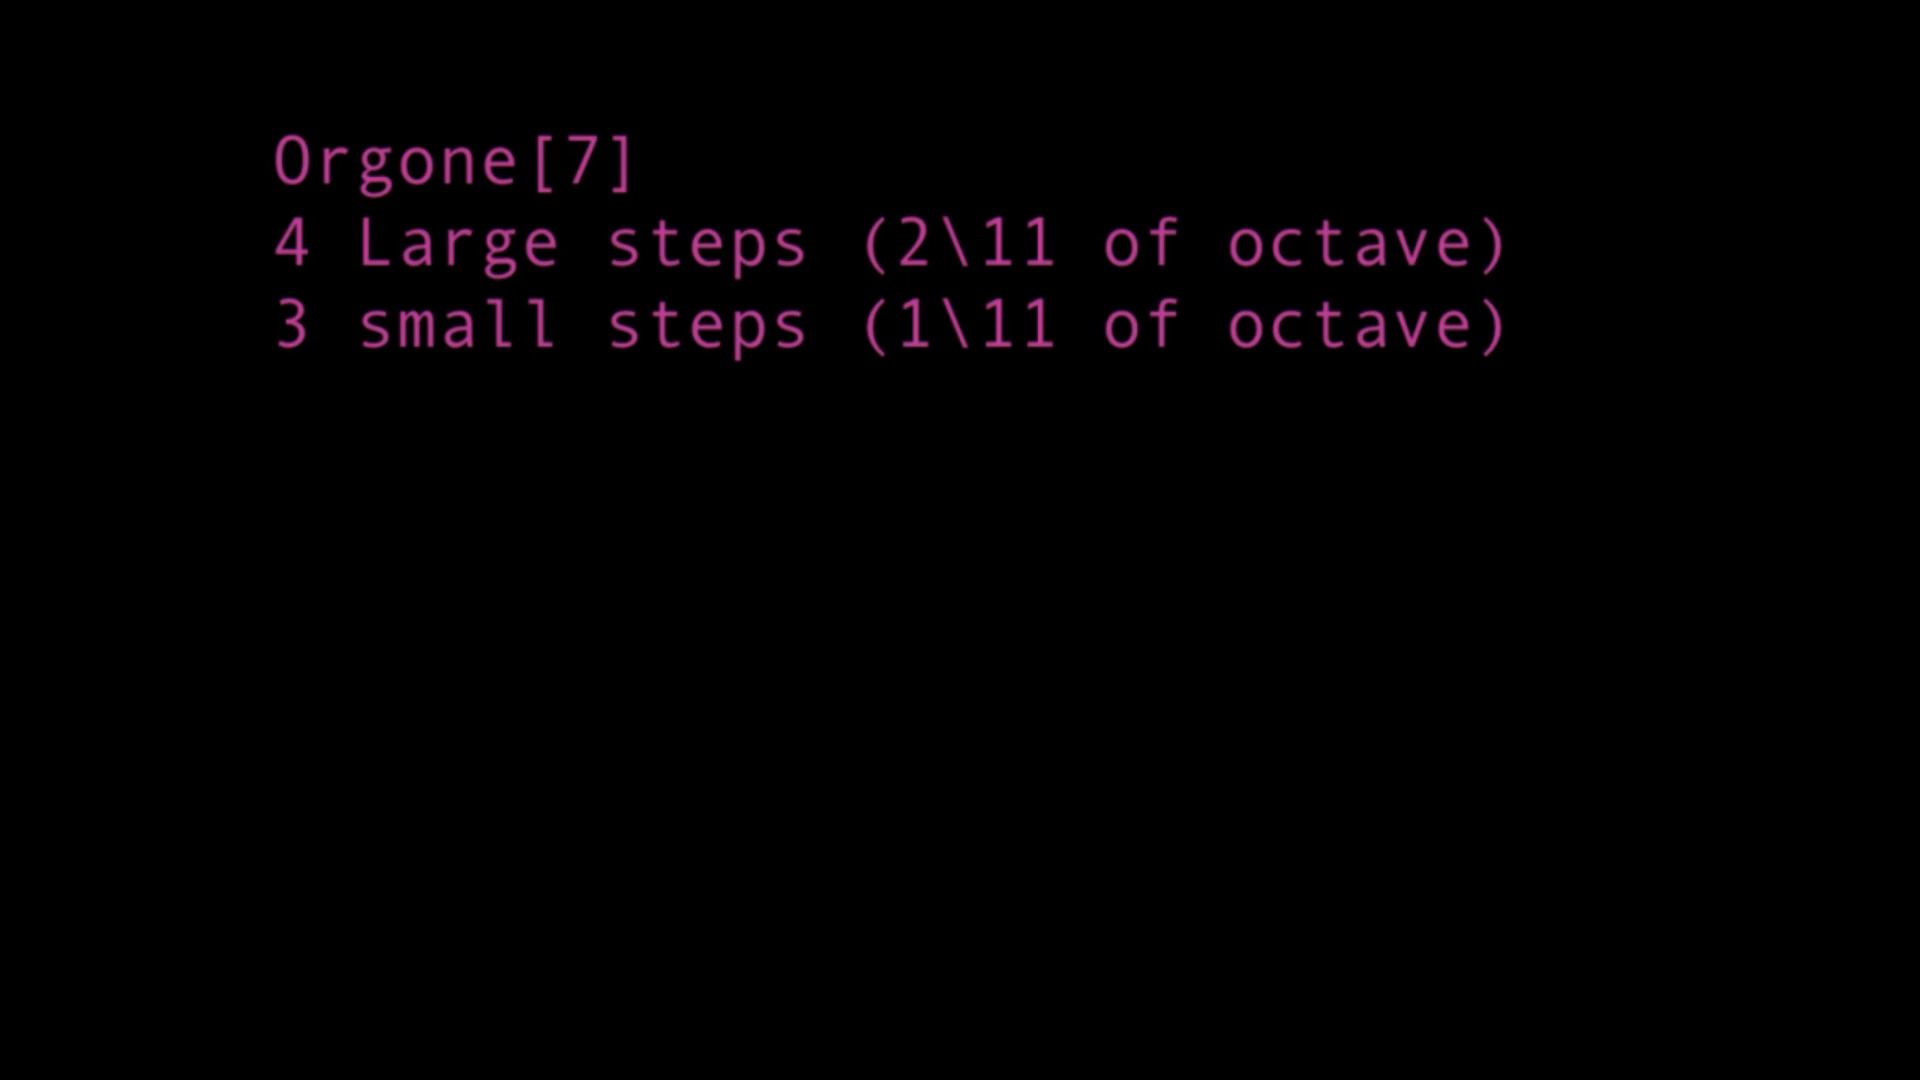 Orgone[7]
4 Large steps (2\11 of octave)
3 small steps (1\11 of octave)